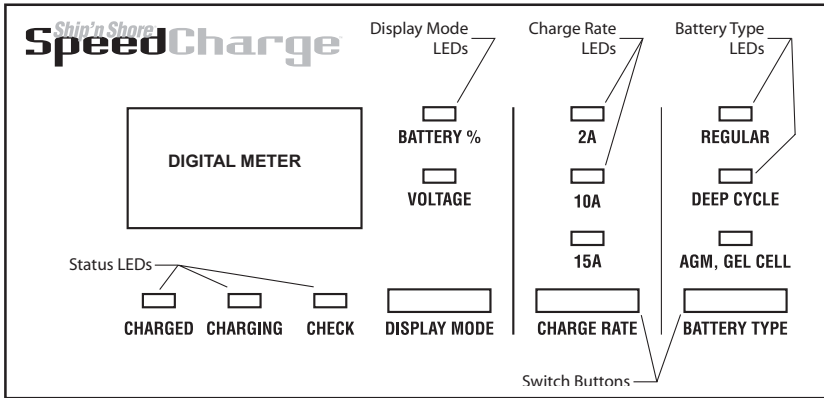 Ship'n Shore
SpeedCharge
Display Mode
LEDs
Charge Rate
LEDs
Battery Type
LEDs
DIGITAL METER
BATTERY %
VOLTAGE
2A
10A
15A
REGULAR
DEEP CYCLE
AGM, GEL CELL
Status LEDs
CHARGED
CHARGING
CHECK
DISPLAY MODE
CHARGE RATE
BATTERY TYPE
Switch Buttons